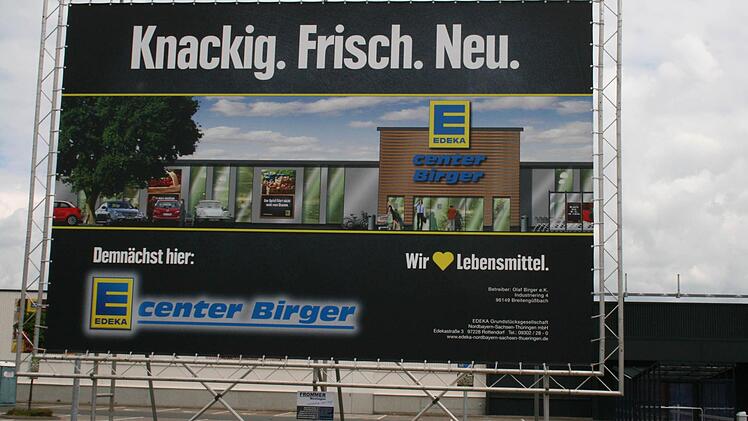 Knackig. Frisch. Neu.
E
EDEKA
center
Birger
Demnächst hier:
Wir Lebensmittel.
E
EDEKA
center Birger
Betreiber: Olaf Birger e.K.
Industriering 4
96149 Breitengüßbach
EDEKA Grundstücksgesellschaft
Nordbayern-Sachsen-Thüringen mbH
Edekastraße 3 97228 Rottendorf Tel.: 09302 / 28 - 0
www.edeka-nordbayern-sachsen-thueringen.de
FROMMER